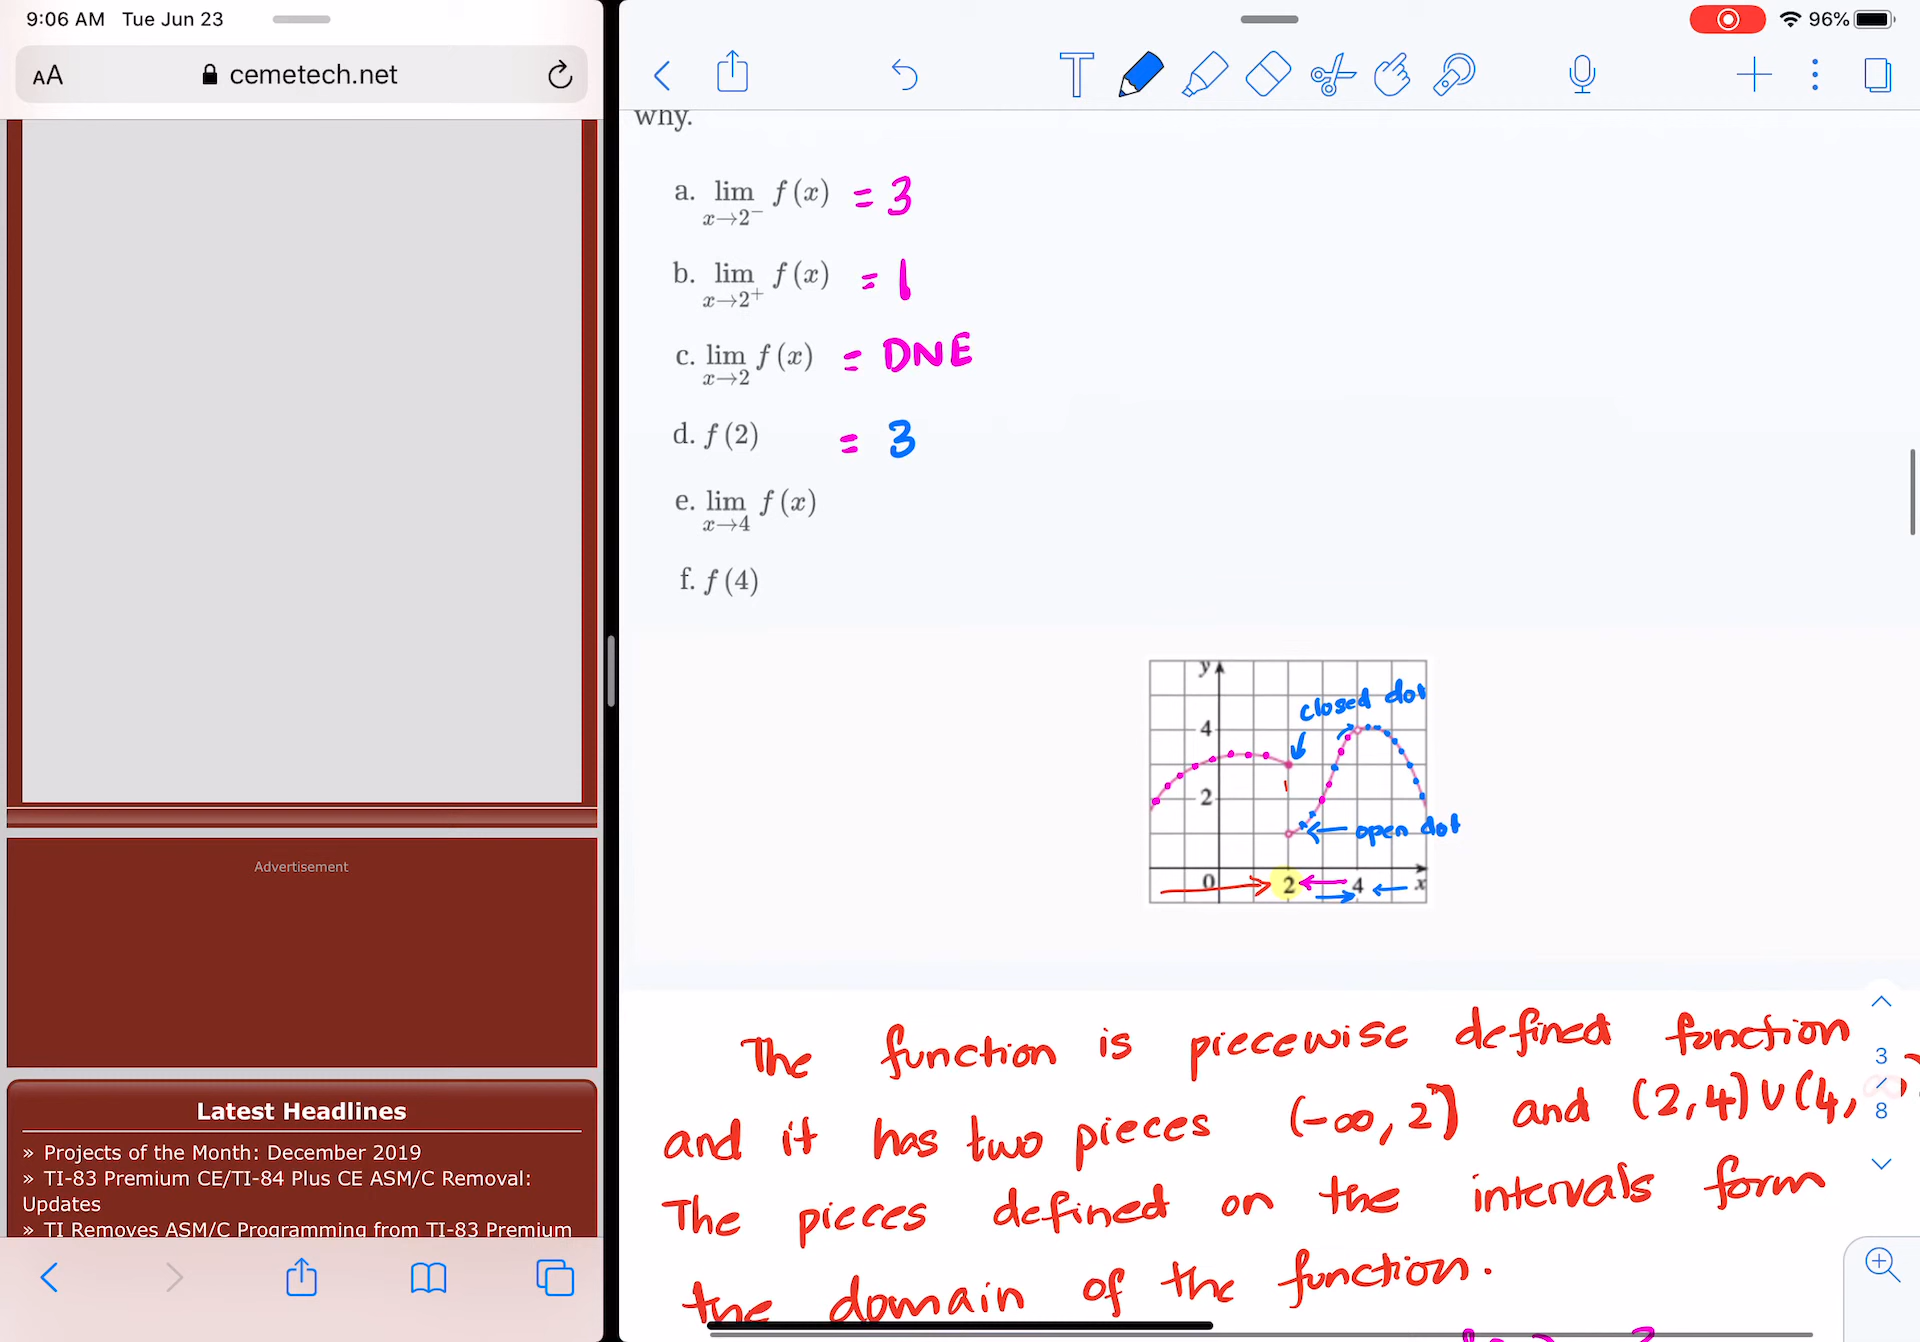 9:06 AM Tue Jun 23
96%
AA cemetech.net
Advertisement
Latest Headlines
» Projects of the Month: December 2019
» TI-83 Premium CE/TI-84 Plus CE ASM/C Removal:
Updates
» TI Removes ASM/C Programming from TI-83 Premium
T
why.
a. lim f (x) = 3
x→2⁻
b. lim f (x) = 1
x→2⁺
c. lim f (x) = DNE
x→2
d. f (2) = 3
e. lim f (x)
x→4
f. f (4)
y
closed dot
4
2
open dot
0 2 4 x
The function is piecewise defined function
and it has two pieces (-∞, 2] and (2,4) ∪ (4,
The pieces defined on the intervals form
the domain of the function.
3
/
8